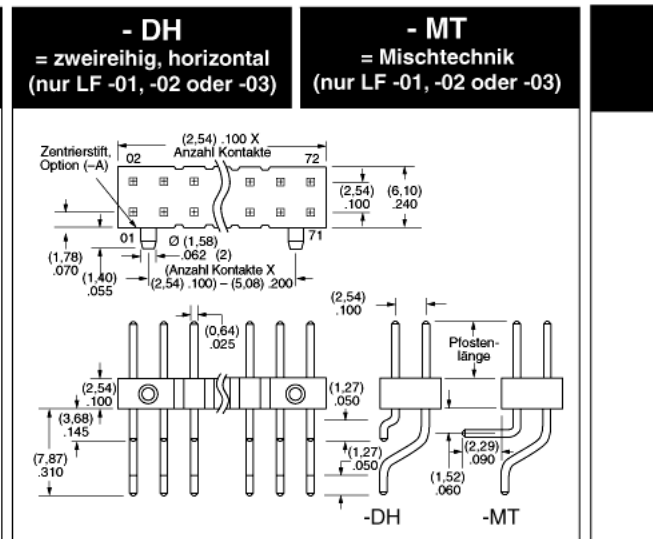 - DH
= zweireihig, horizontal
(nur LF -01, -02 oder -03)
- MT
= Mischtechnik
(nur LF -01, -02 oder -03)
Zentrierstift,
Option (–A)
02
(2,54) .100 X
Anzahl Kontakte
72
(2,54)
.100
(6,10)
.240
01
71
Ø (1,58)
.062 (2)
(1,78)
.070
(1,40)
.055
(Anzahl Kontakte X
(2,54) .100) – (5,08) .200
(0,64)
.025
(2,54)
.100
Pfosten-
länge
(2,54)
.100
(3,68)
.145
(7,87)
.310
(1,27)
.050
(1,27)
.050
(2,29)
.090
(1,52)
.060
-DH
-MT